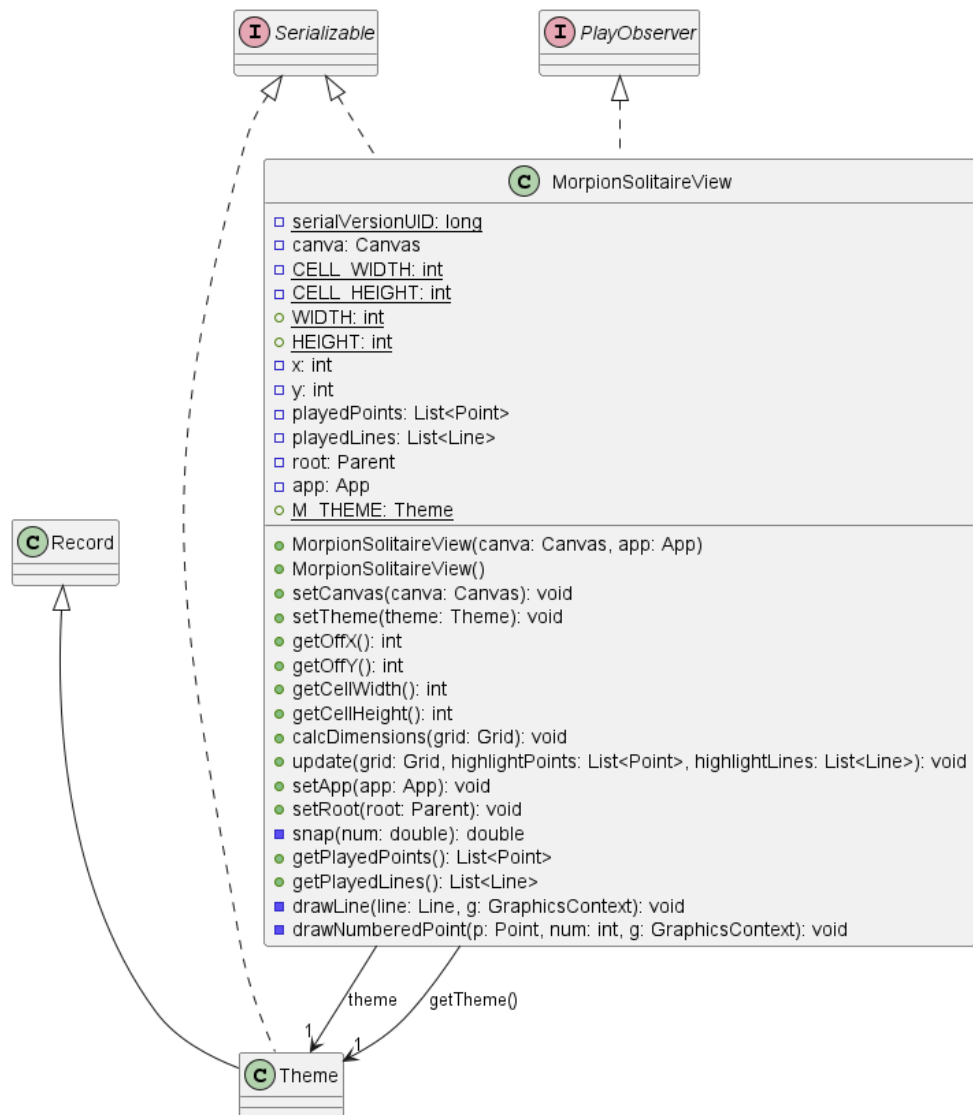 I Serializable
I PlayObserver
C MorpionSolitaireView
serialVersionUID: long
canva: Canvas
CELL_WIDTH: int
CELL_HEIGHT: int
WIDTH: int
HEIGHT: int
x: int
y: int
playedPoints: List<Point>
playedLines: List<Line>
root: Parent
app: App
M_THEME: Theme
C Record
MorpionSolitaireView(canva: Canvas, app: App)
MorpionSolitaireView()
setCanvas(canva: Canvas): void
setTheme(theme: Theme): void
getOffX(): int
getOffY(): int
getCellWidth(): int
getCellHeight(): int
calcDimensions(grid: Grid): void
update(grid: Grid, highlightPoints: List<Point>, highlightLines: List<Line>): void
setApp(app: App): void
setRoot(root: Parent): void
snap(num: double): double
getPlayedPoints(): List<Point>
getPlayedLines(): List<Line>
drawLine(line: Line, g: GraphicsContext): void
drawNumberedPoint(p: Point, num: int, g: GraphicsContext): void
theme
getTheme()
1
1
C Theme